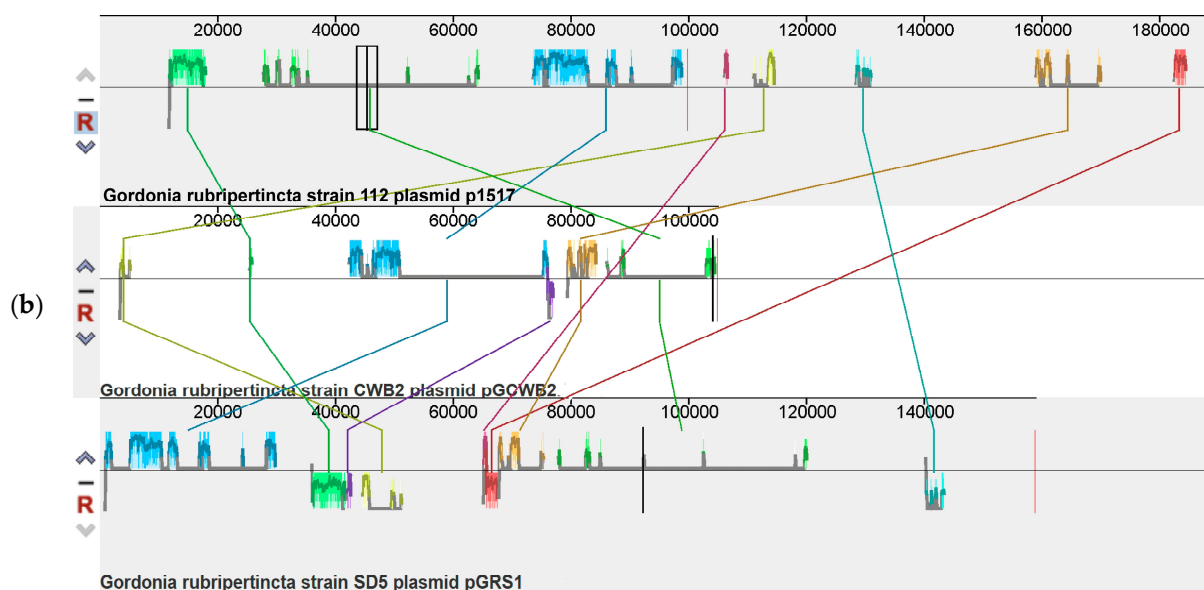 20000 40000 60000 80000 100000 120000 140000 160000 180000
R
Gordonia rubripertincta strain 112 plasmid p1517
20000 40000 60000 80000 100000
(b)
R
Gordonia rubripertincta strain CWB2 plasmid pGCWB2
20000 40000 60000 80000 100000 120000 140000
R
Gordonia rubripertincta strain SD5 plasmid pGRS1